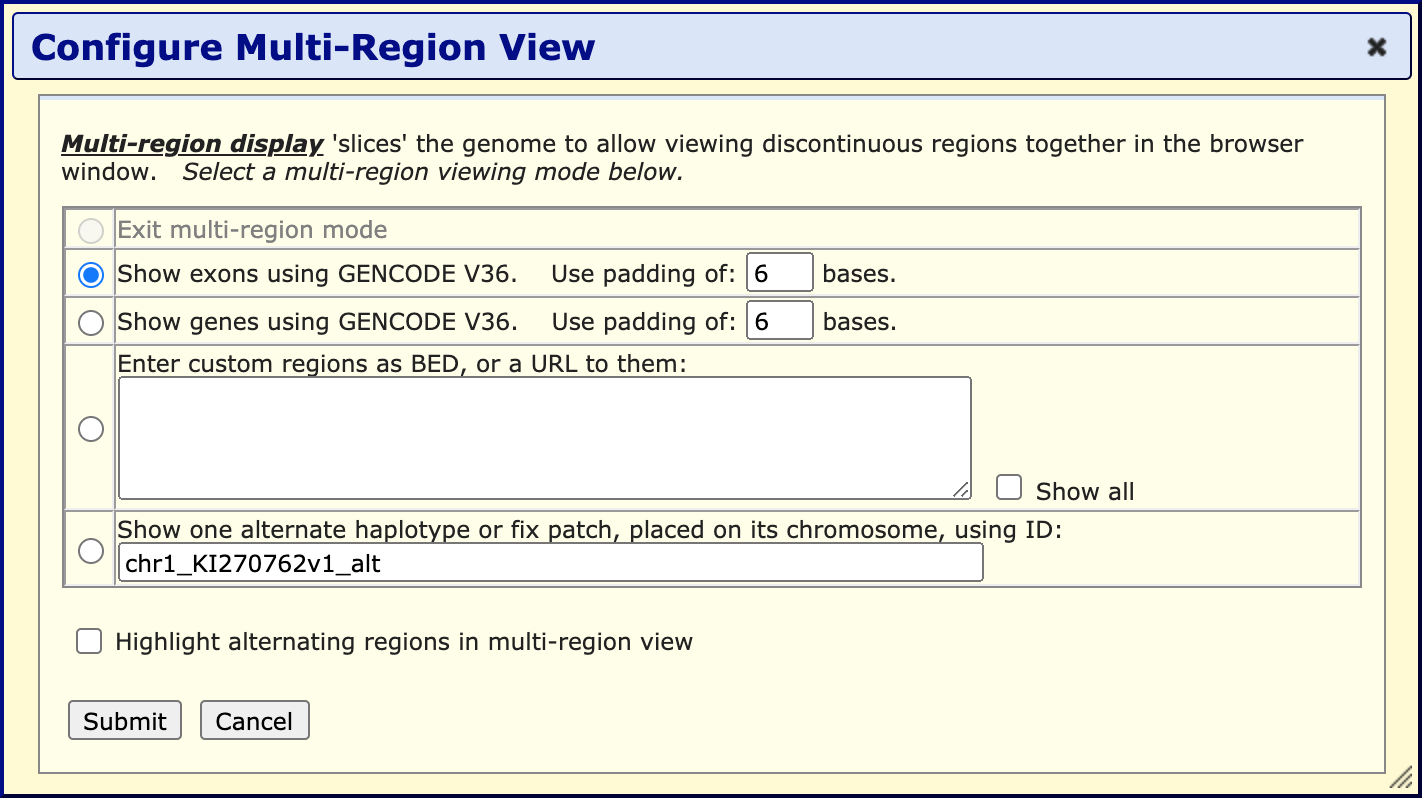 Configure Multi-Region View
Multi-region display 'slices' the genome to allow viewing discontinuous regions together in the browser
window. Select a multi-region viewing mode below.
Exit multi-region mode
Show exons using GENCODE V36. Use padding of: 6 bases.
Show genes using GENCODE V36. Use padding of: 6 bases.
Enter custom regions as BED, or a URL to them:
Show all
Show one alternate haplotype or fix patch, placed on its chromosome, using ID:
chr1_KI270762v1_alt
Highlight alternating regions in multi-region view
Submit Cancel